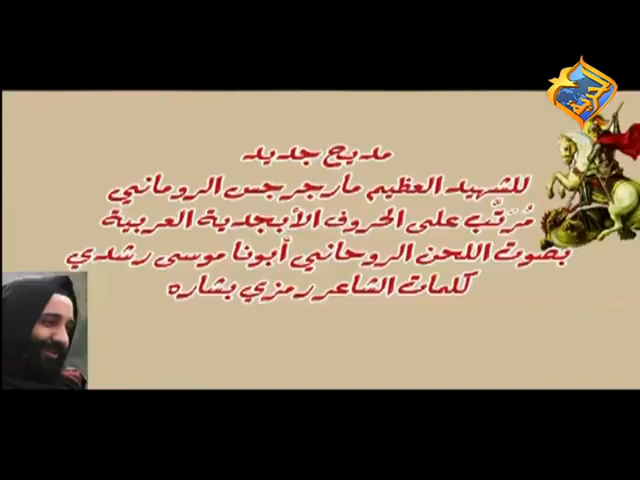 الحرية
مديح جديد
للشهيد العظيم مارجرجس الروماني
مُرَتَّب على الحروف الأبجدية العربية
بصوت اللحن الروحاني أبونا موسى رشدي
كلمات الشاعر رمزي بشاره